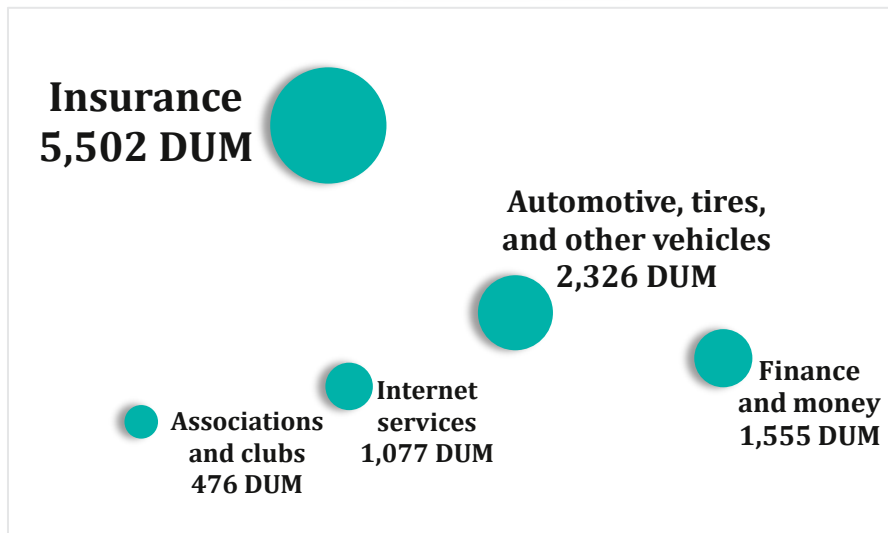 Insurance
5,502 DUM
Automotive, tires,
and other vehicles
2,326 DUM
Finance
and money
1,555 DUM
Internet
services
1,077 DUM
Associations
and clubs
476 DUM